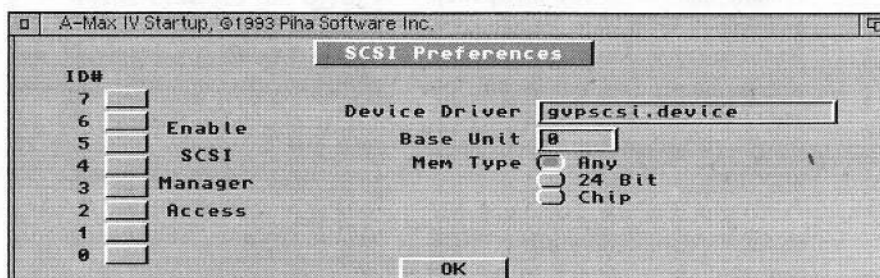 A-Max IV Startup, ©1993 Piha Software Inc.
SCSI Preferences
ID#
7
6
5
4
3
2
1
0
Enable
SCSI
Manager
Access
Device Driver gvpscsi.device
Base Unit 0
Mem Type Any
24 Bit
Chip
OK